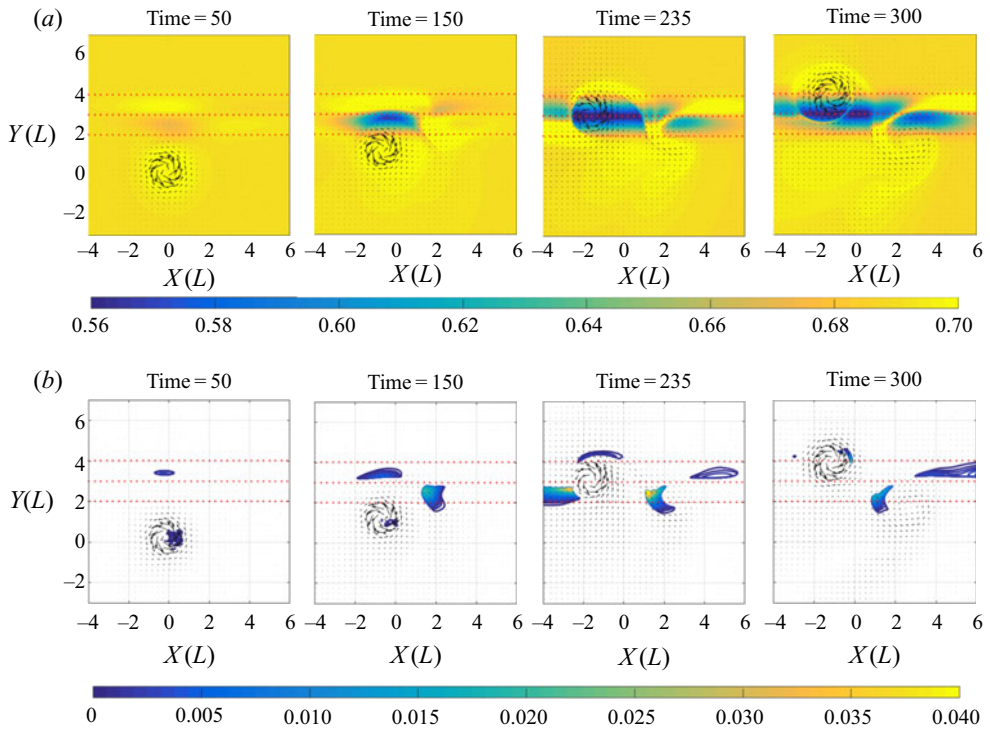 (a) Time = 50 Time = 150 Time = 235 Time = 300
6
4
Y(L) 2
0
–2
–4 –2 0 2 4 6 –4 –2 0 2 4 6 –4 –2 0 2 4 6 –4 –2 0 2 4 6
X(L) X(L) X(L) X(L)
0.56 0.58 0.60 0.62 0.64 0.66 0.68 0.70
(b) Time = 50 Time = 150 Time = 235 Time = 300
6
4
Y(L) 2
0
–2
–4 –2 0 2 4 6 –4 –2 0 2 4 6 –4 –2 0 2 4 6 –4 –2 0 2 4 6
X(L) X(L) X(L) X(L)
0 0.005 0.010 0.015 0.020 0.025 0.030 0.035 0.040